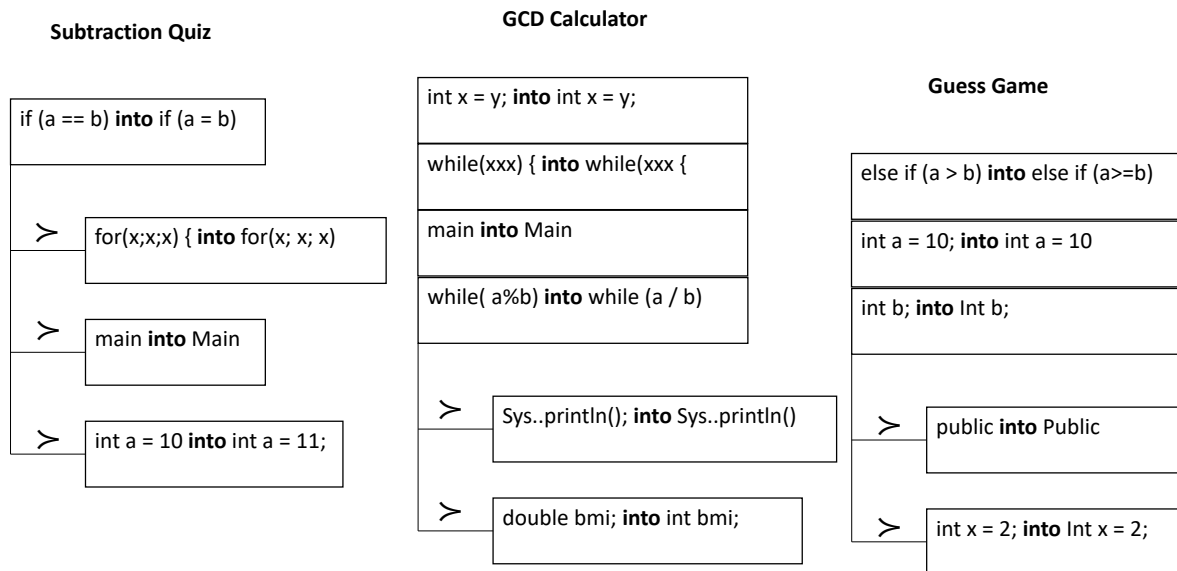 Subtraction Quiz
if (a == b) into if (a = b)
≻
for(x;x;x) { into for(x; x; x)
≻
main into Main
≻
int a = 10 into int a = 11;
GCD Calculator
int x = y; into int x = y;
while(xxx) { into while(xxx {
main into Main
while( a%b) into while (a / b)
≻
Sys..println(); into Sys..println()
≻
double bmi; into int bmi;
Guess Game
else if (a > b) into else if (a>=b)
int a = 10; into int a = 10
int b; into Int b;
≻
public into Public
≻
int x = 2; into Int x = 2;